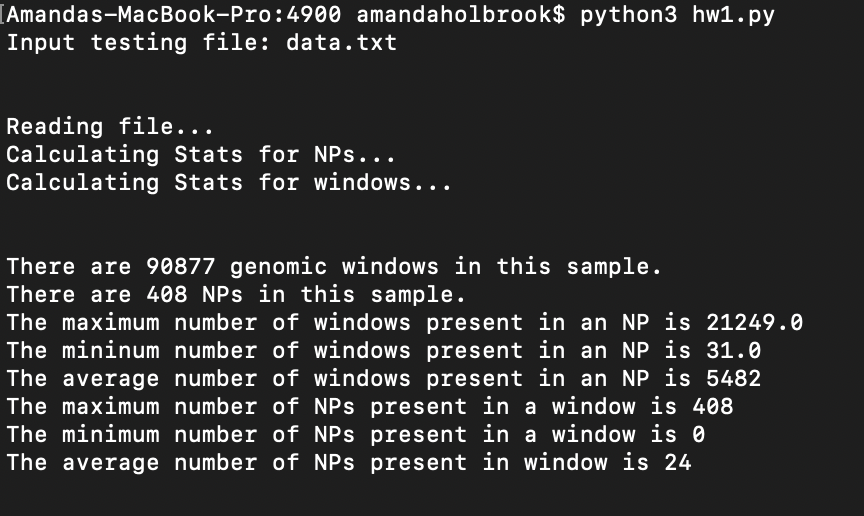 [Amandas-MacBook-Pro:4900 amandaholbrook$ python3 hw1.py
Input testing file: data.txt
Reading file...
Calculating Stats for NPs...
Calculating Stats for windows...
There are 90877 genomic windows in this sample.
There are 408 NPs in this sample.
The maximum number of windows present in an NP is 21249.0
The mininum number of windows present in an NP is 31.0
The average number of windows present in an NP is 5482
The maximum number of NPs present in a window is 408
The minimum number of NPs present in a window is 0
The average number of NPs present in window is 24